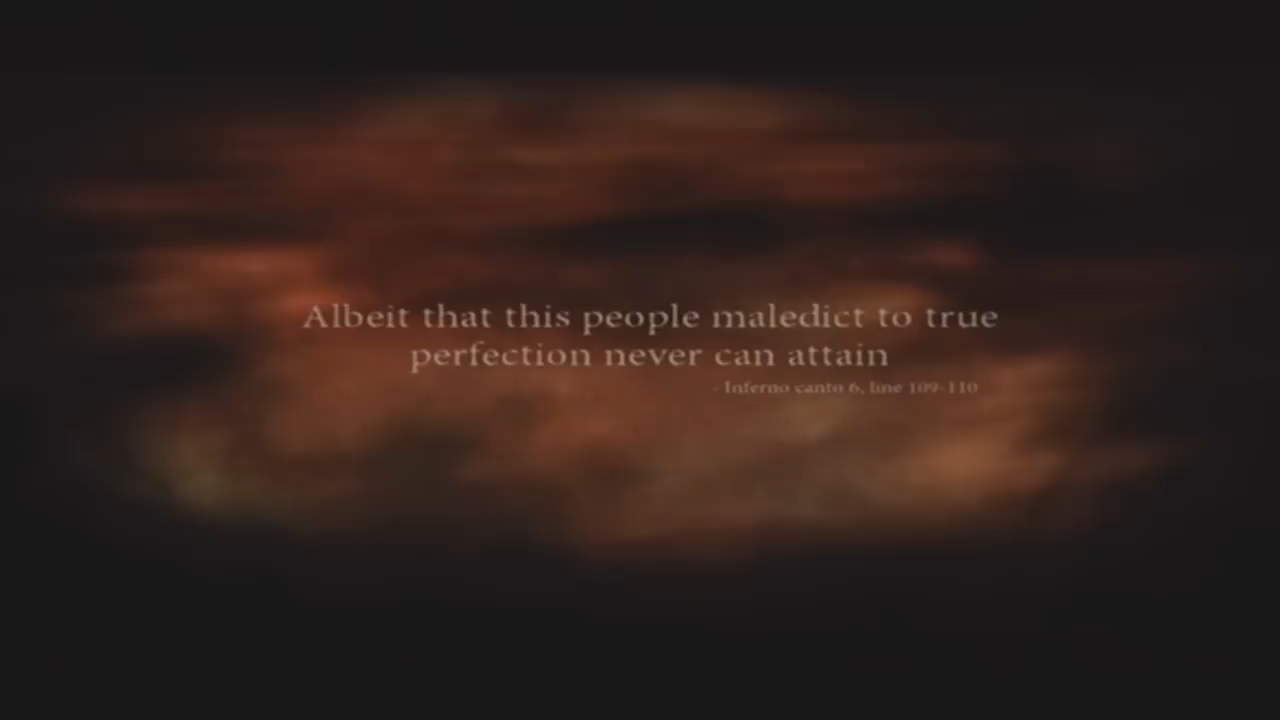 Albeit that this people maledict to true
perfection never can attain
- Inferno canto 6, line 109-110